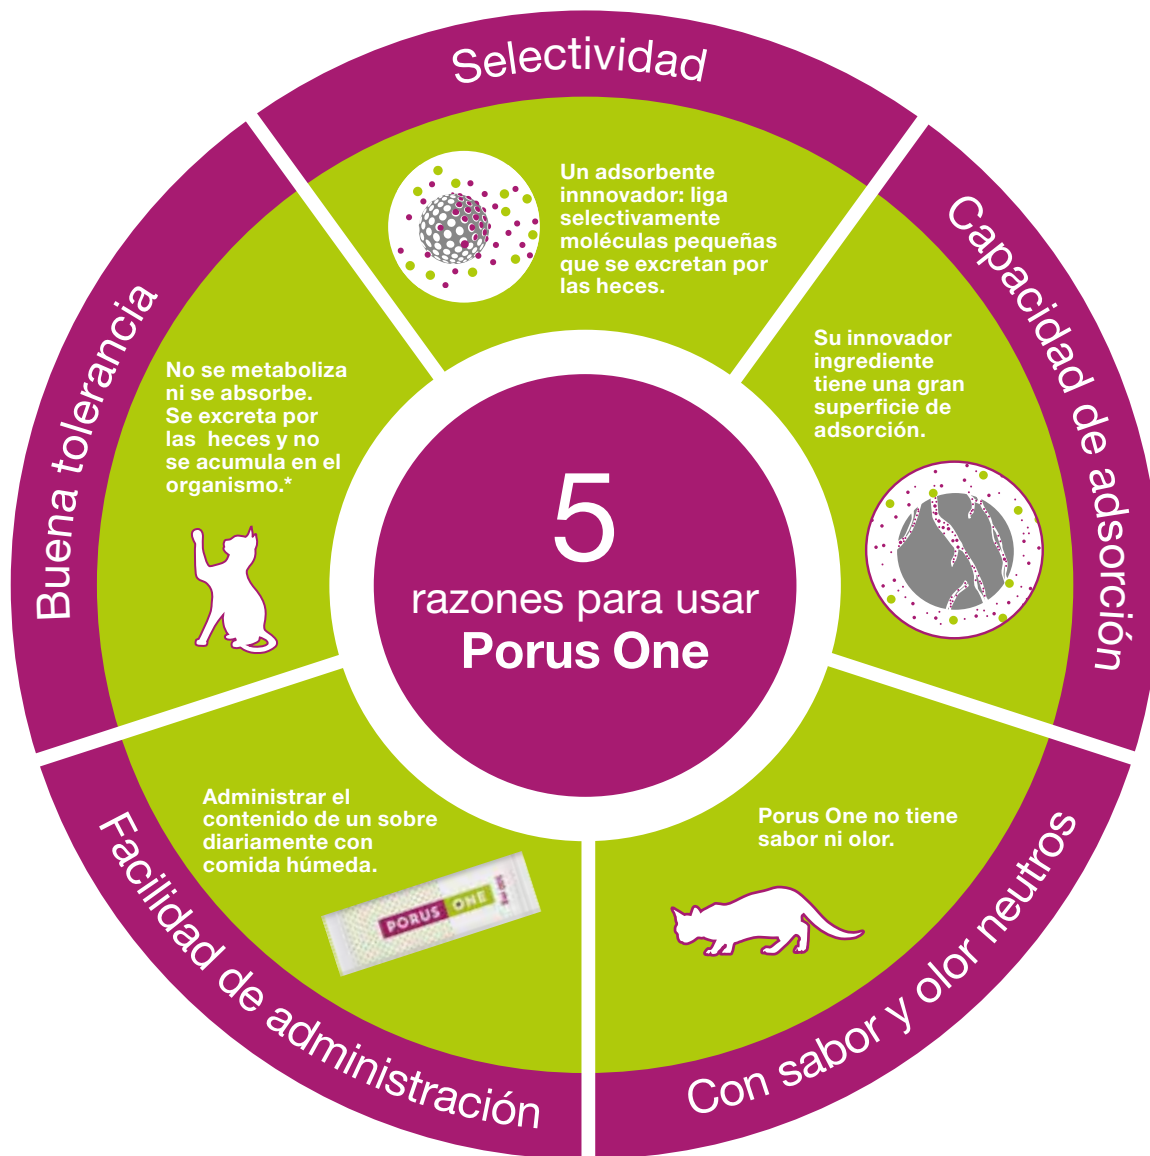 5
razones para usar
Porus One
Selectividad
Un adsorbente
innnovador: liga
selectivamente
moléculas pequeñas
que se excretan por
las heces.
Capacidad de adsorción
Su innovador
ingrediente
tiene una gran
superficie de
adsorción.
Con sabor y olor neutros
Porus One no tiene
sabor ni olor.
Facilidad de administración
Administrar el
contenido de un sobre
diariamente con
comida húmeda.
PORUS ONE
500 mg
Buena tolerancia
No se metaboliza
ni se absorbe.
Se excreta por
las heces y no
se acumula en el
organismo.*